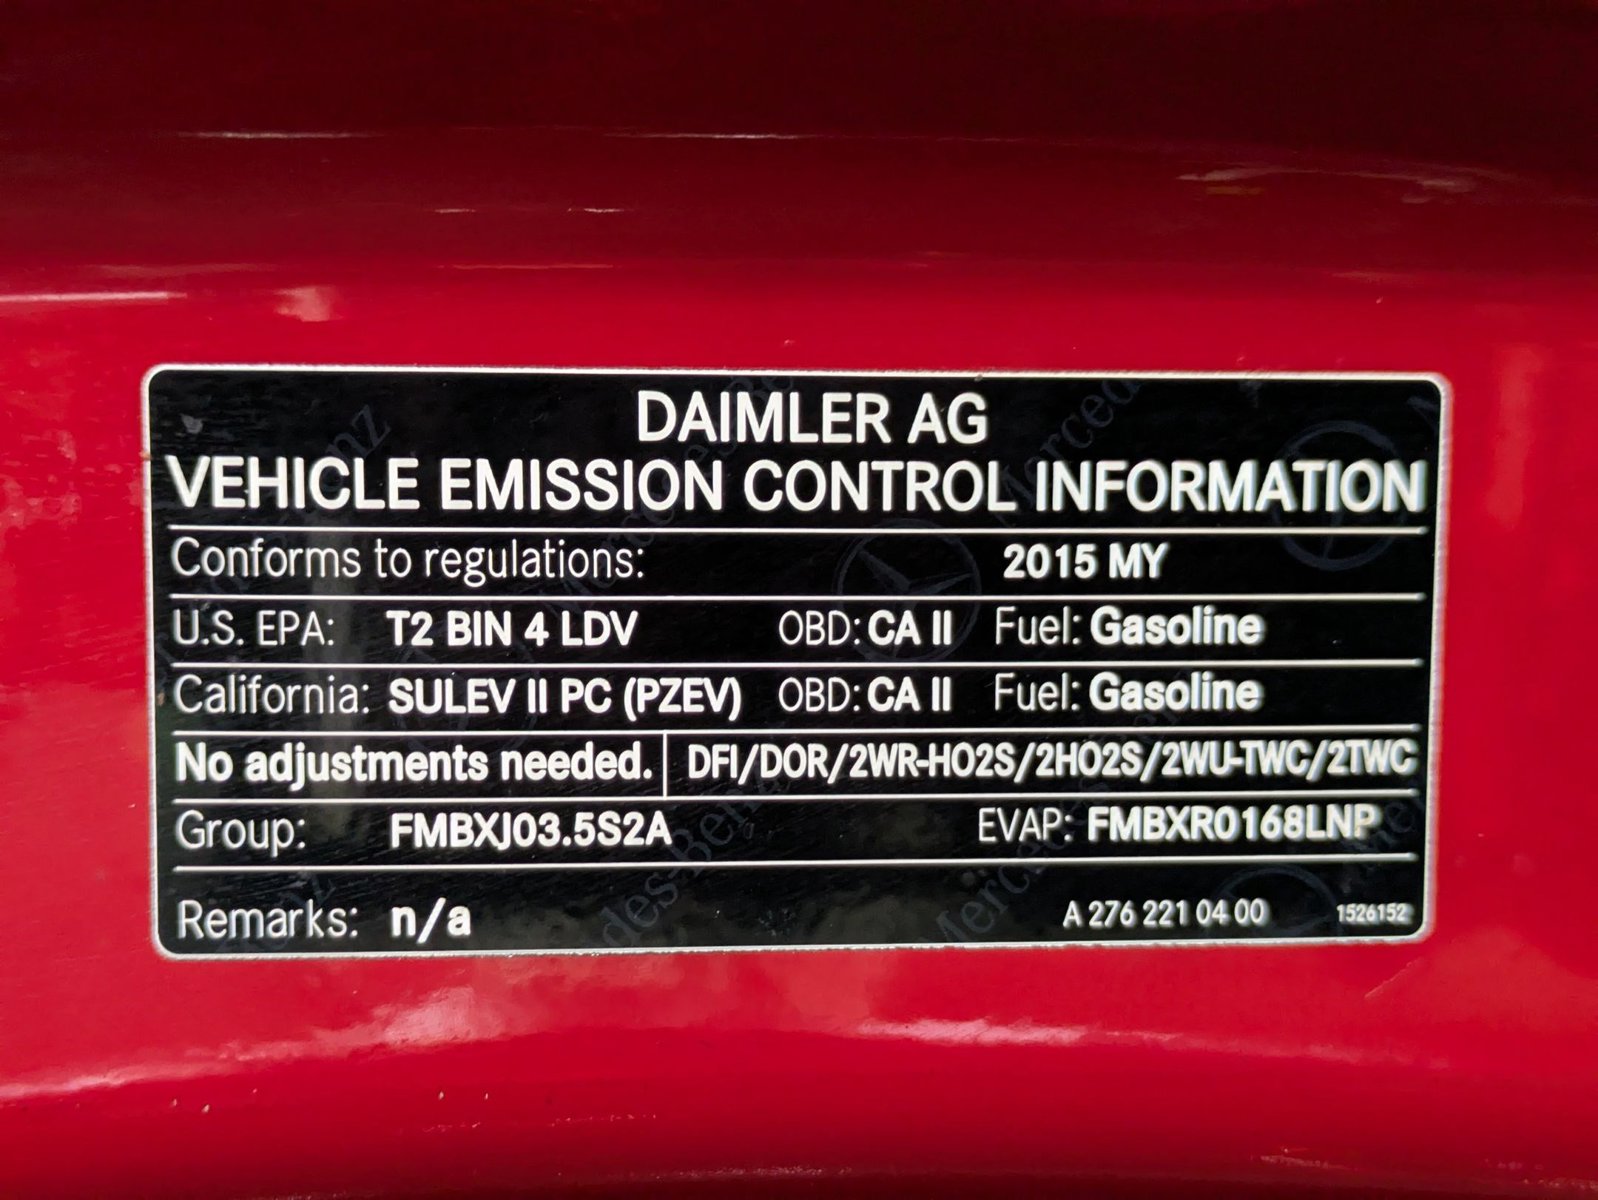 DAIMLER AG
VEHICLE EMISSION CONTROL INFORMATION
Conforms to regulations: 2015 MY
U.S. EPA: T2 BIN 4 LDV OBD: CA II Fuel: Gasoline
California: SULEV II PC (PZEV) OBD: CA II Fuel: Gasoline
No adjustments needed. DFI/DOR/2WR-HO2S/2HO2S/2WU-TWC/2TWC
Group: FMBXJ03.5S2A EVAP: FMBXR0168LNP
Remarks: n/a A 276 221 04 00 1526152